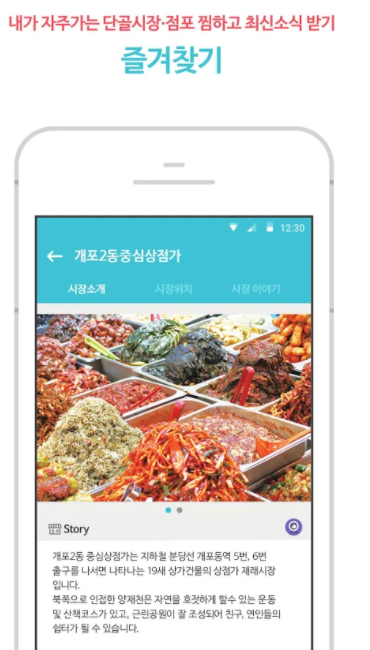 내가 자주가는 단골시장·점포 찜하고 최신소식 받기
즐겨찾기
12:30
← 개포2동중심상점가
시장소개 시장위치 시장 이야기
Story
개포2동 중심상점가는 지하철 분당선 개포동역 5번, 6번
출구를 나서면 나타나는 19새 상가건물의 상점가 재래시장
입니다.
북쪽으로 인접한 양재천은 자연을 호젓하게 할수 있는 운동
및 산책코스가 있고, 근린공원이 잘 조성되어 친구, 연인들의
쉼터가 될 수 있습니다.